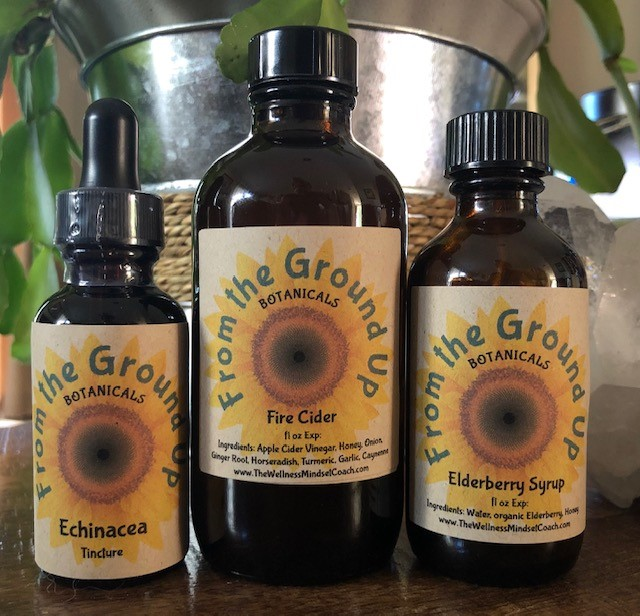 From the Ground Up
BOTANICALS
Echinacea
Tincture
From the Ground Up
BOTANICALS
Fire Cider
fl oz Exp:
Ingredients: Apple Cider Vinegar, Honey, Onion,
Ginger Root, Horseradish, Turmeric, Garlic, Cayenne
www.TheWellnessMindsetCoach.com
From the Ground Up
BOTANICALS
Elderberry Syrup
fl oz Exp:
Ingredients: Water, organic Elderberry, Honey
www.TheWellnessMindsetCoach.com